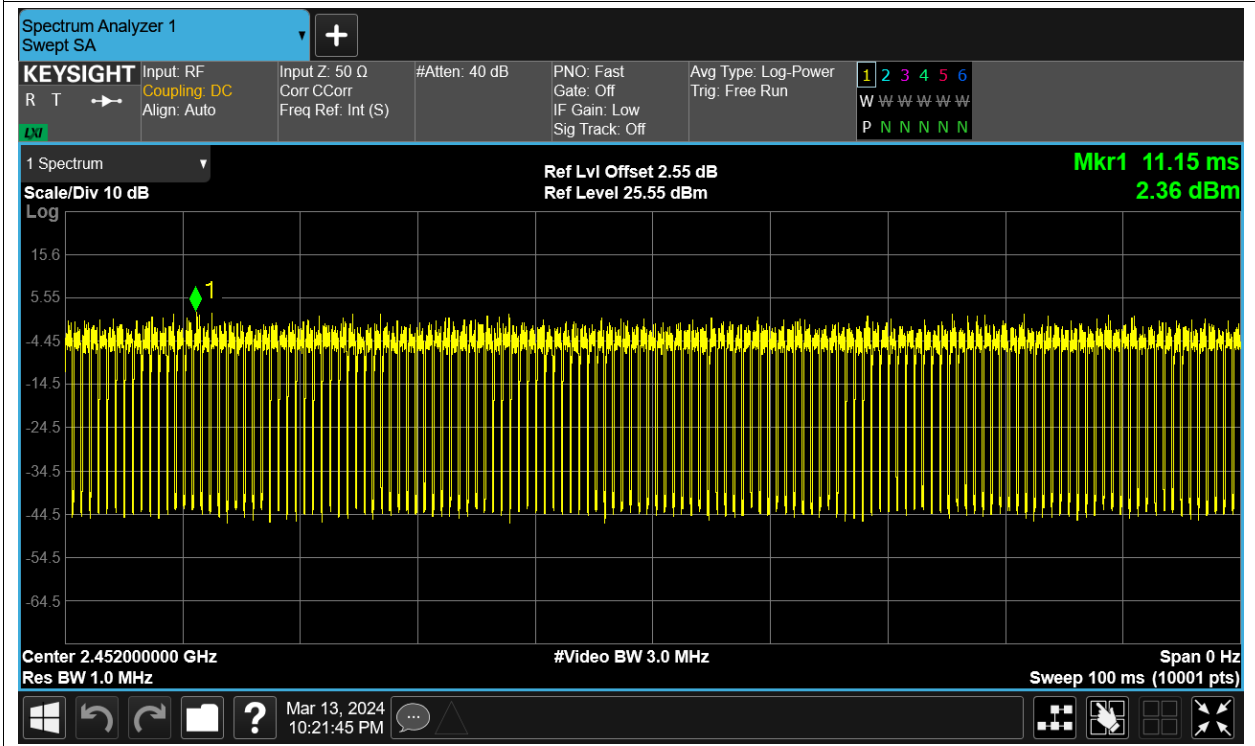 Spectrum Analyzer 1
Swept SA
+
KEYSIGHT
R T
LXI
Input: RF
Coupling: DC
Align: Auto
Input Z: 50 Ω
Corr CCorr
Freq Ref: Int (S)
#Atten: 40 dB
PNO: Fast
Gate: Off
IF Gain: Low
Sig Track: Off
Avg Type: Log-Power
Trig: Free Run
1 2 3 4 5 6
W W W W W W
P N N N N N
1 Spectrum
Scale/Div 10 dB
Ref Lvl Offset 2.55 dB
Ref Level 25.55 dBm
Mkr1 11.15 ms
2.36 dBm
Log
15.6
5.55
-4.45
-14.5
-24.5
-34.5
-44.5
-54.5
-64.5
1
Center 2.452000000 GHz
Res BW 1.0 MHz
#Video BW 3.0 MHz
Span 0 Hz
Sweep 100 ms (10001 pts)
?
Mar 13, 2024
10:21:45 PM